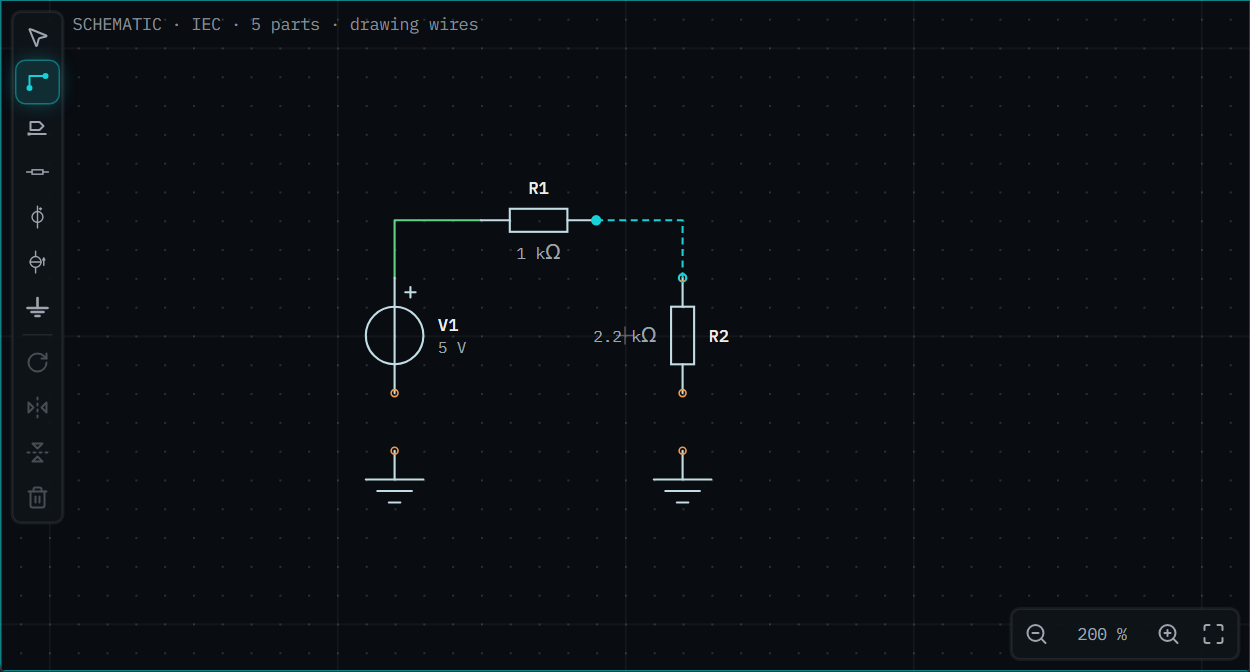 SCHEMATIC · IEC · 5 parts · drawing wires
R1
1 kΩ
+
V1
5 V
2.2 kΩ
R2
200 %